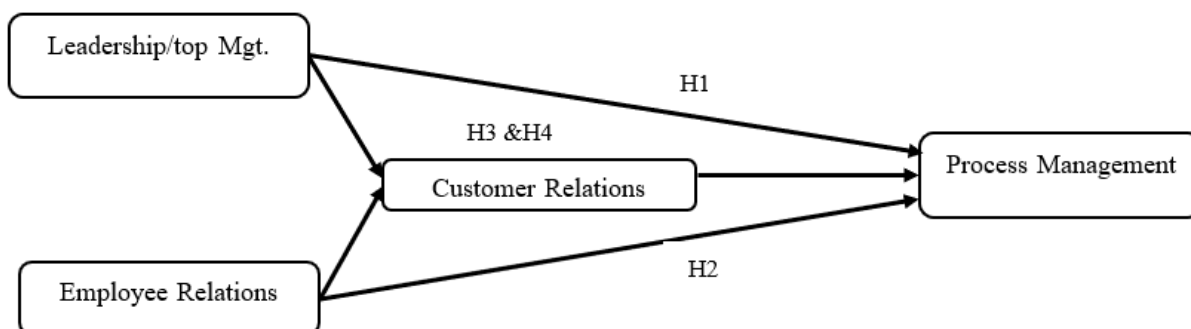 Leadership/top Mgt.
H1
H3 &H4
Process Management
Customer Relations
H2
Employee Relations